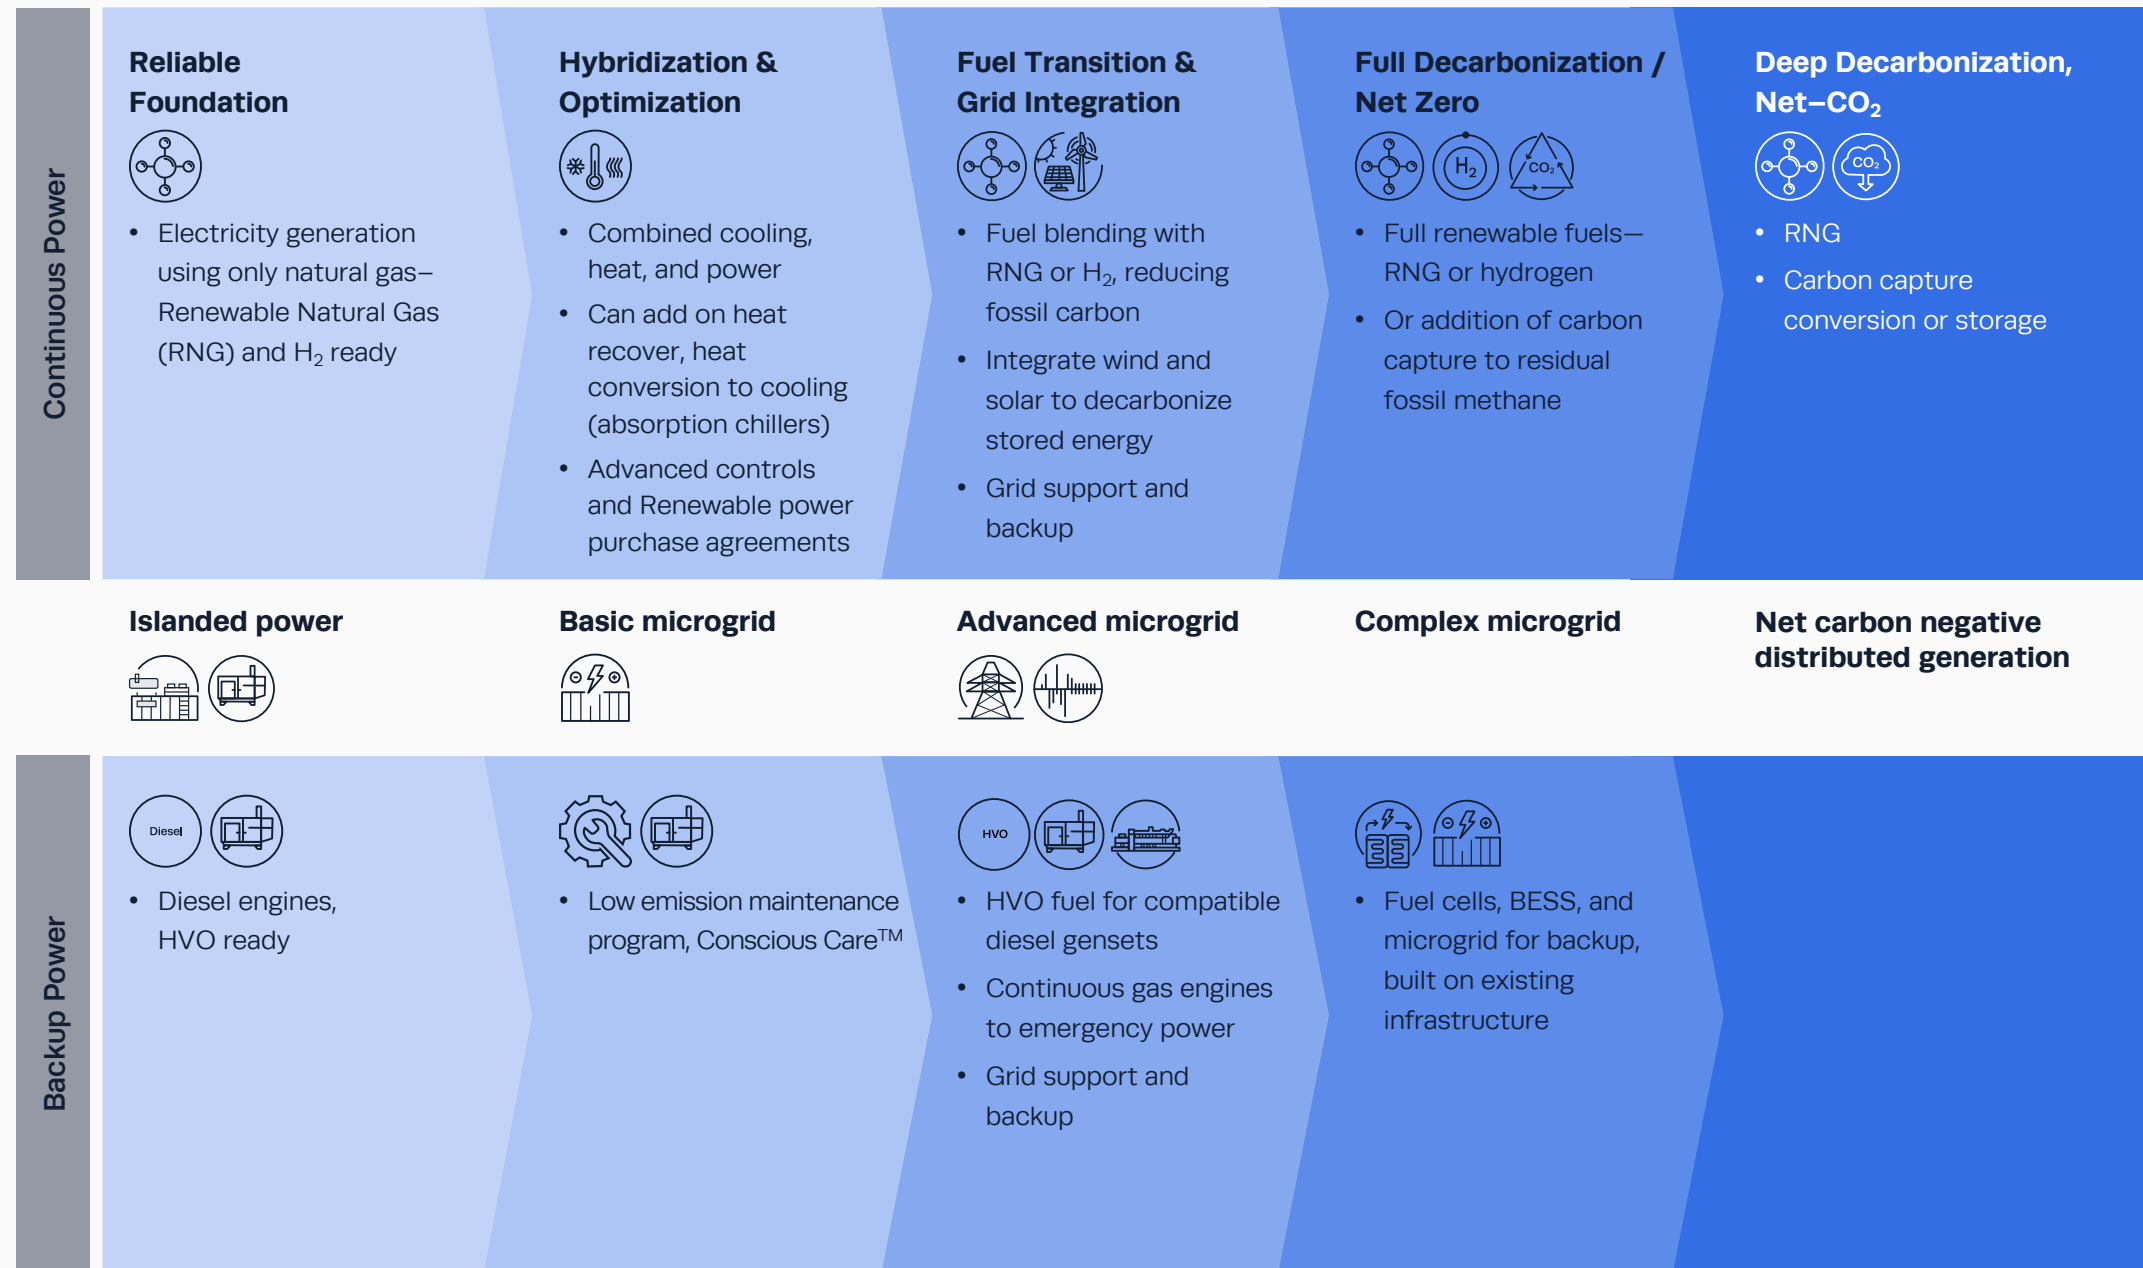 Continuous Power
Reliable
Foundation
• Electricity generation
using only natural gas–
Renewable Natural Gas
(RNG) and H₂ ready
Hybridization &
Optimization
• Combined cooling,
heat, and power
• Can add on heat
recover, heat
conversion to cooling
(absorption chillers)
• Advanced controls
and Renewable power
purchase agreements
Fuel Transition &
Grid Integration
• Fuel blending with
RNG or H₂, reducing
fossil carbon
• Integrate wind and
solar to decarbonize
stored energy
• Grid support and
backup
Full Decarbonization /
Net Zero
H₂
CO₂
• Full renewable fuels—
RNG or hydrogen
• Or addition of carbon
capture to residual
fossil methane
Deep Decarbonization,
Net–CO₂
CO₂
• RNG
• Carbon capture
conversion or storage
Islanded power
Basic microgrid
Advanced microgrid
Complex microgrid
Net carbon negative
distributed generation
Backup Power
Diesel
• Diesel engines,
HVO ready
• Low emission maintenance
program, Conscious Care™
HVO
• HVO fuel for compatible
diesel gensets
• Continuous gas engines
to emergency power
• Grid support and
backup
• Fuel cells, BESS, and
microgrid for backup,
built on existing
infrastructure